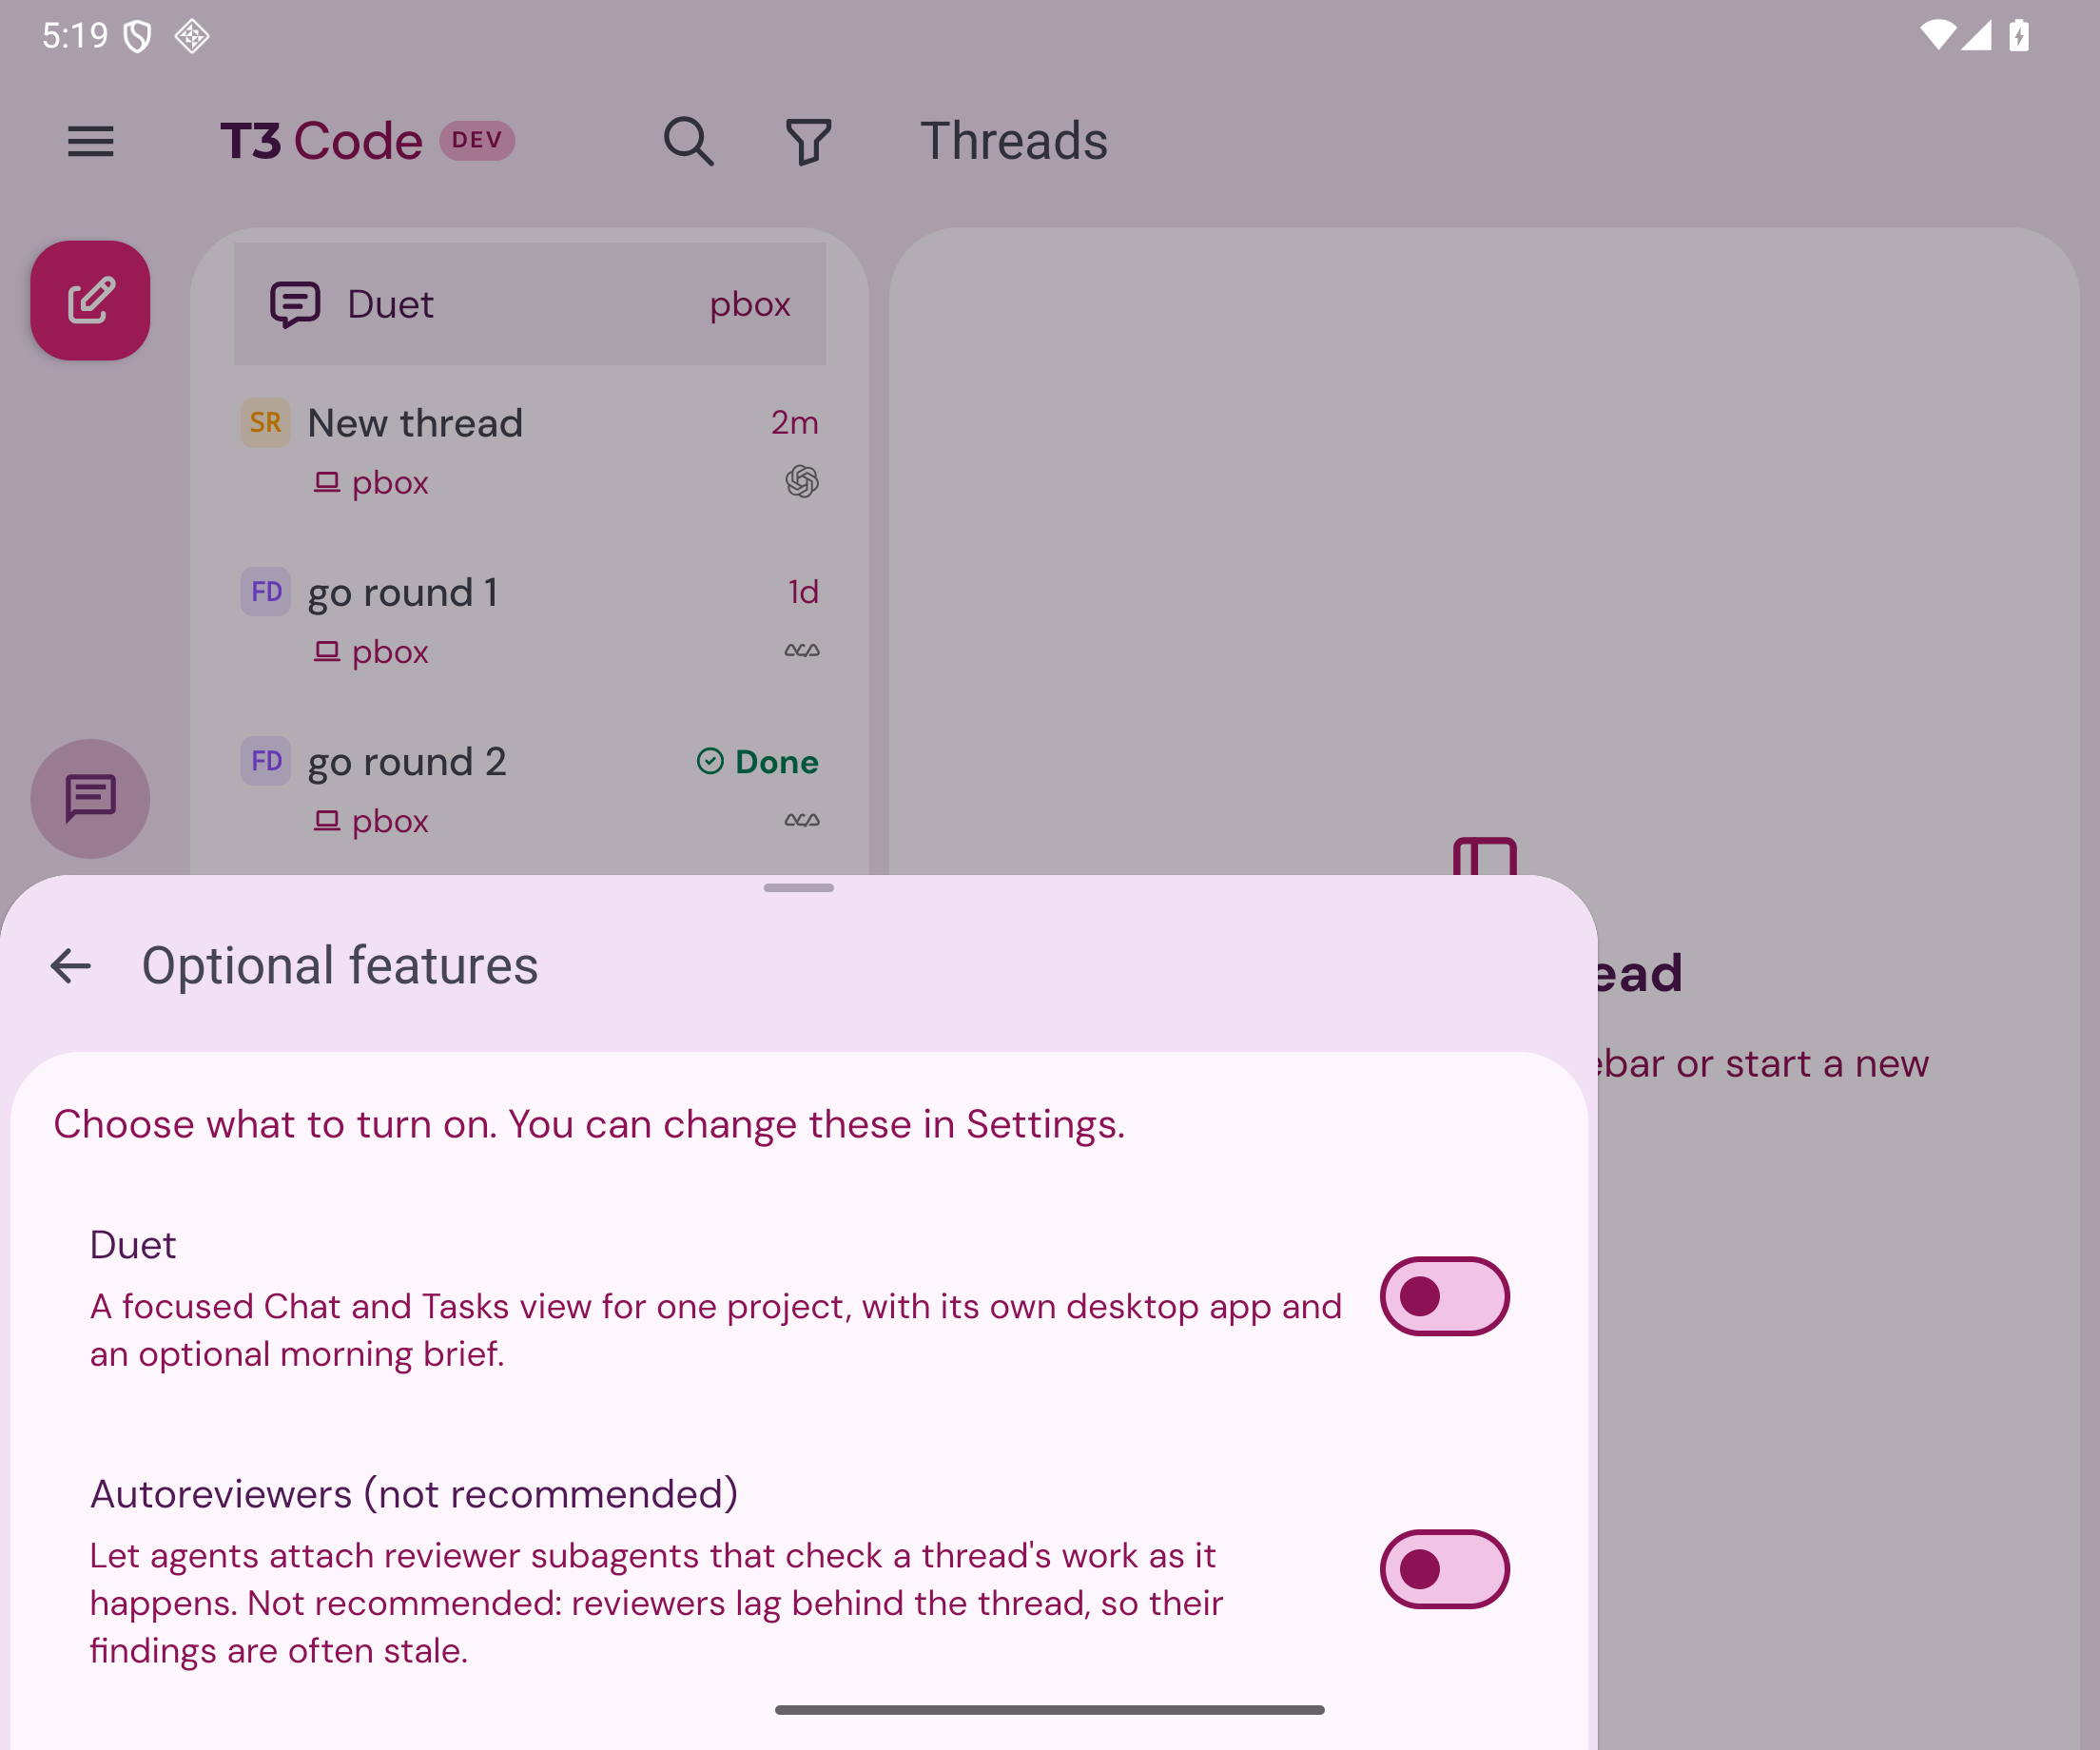 5:19
T3 Code DEV
Threads
Duet pbox
SR New thread 2m
pbox
FD go round 1 1d
pbox
FD go round 2 Done
pbox
ead
ebar or start a new
Optional features
Choose what to turn on. You can change these in Settings.
Duet
A focused Chat and Tasks view for one project, with its own desktop app and
an optional morning brief.
Autoreviewers (not recommended)
Let agents attach reviewer subagents that check a thread's work as it
happens. Not recommended: reviewers lag behind the thread, so their
findings are often stale.